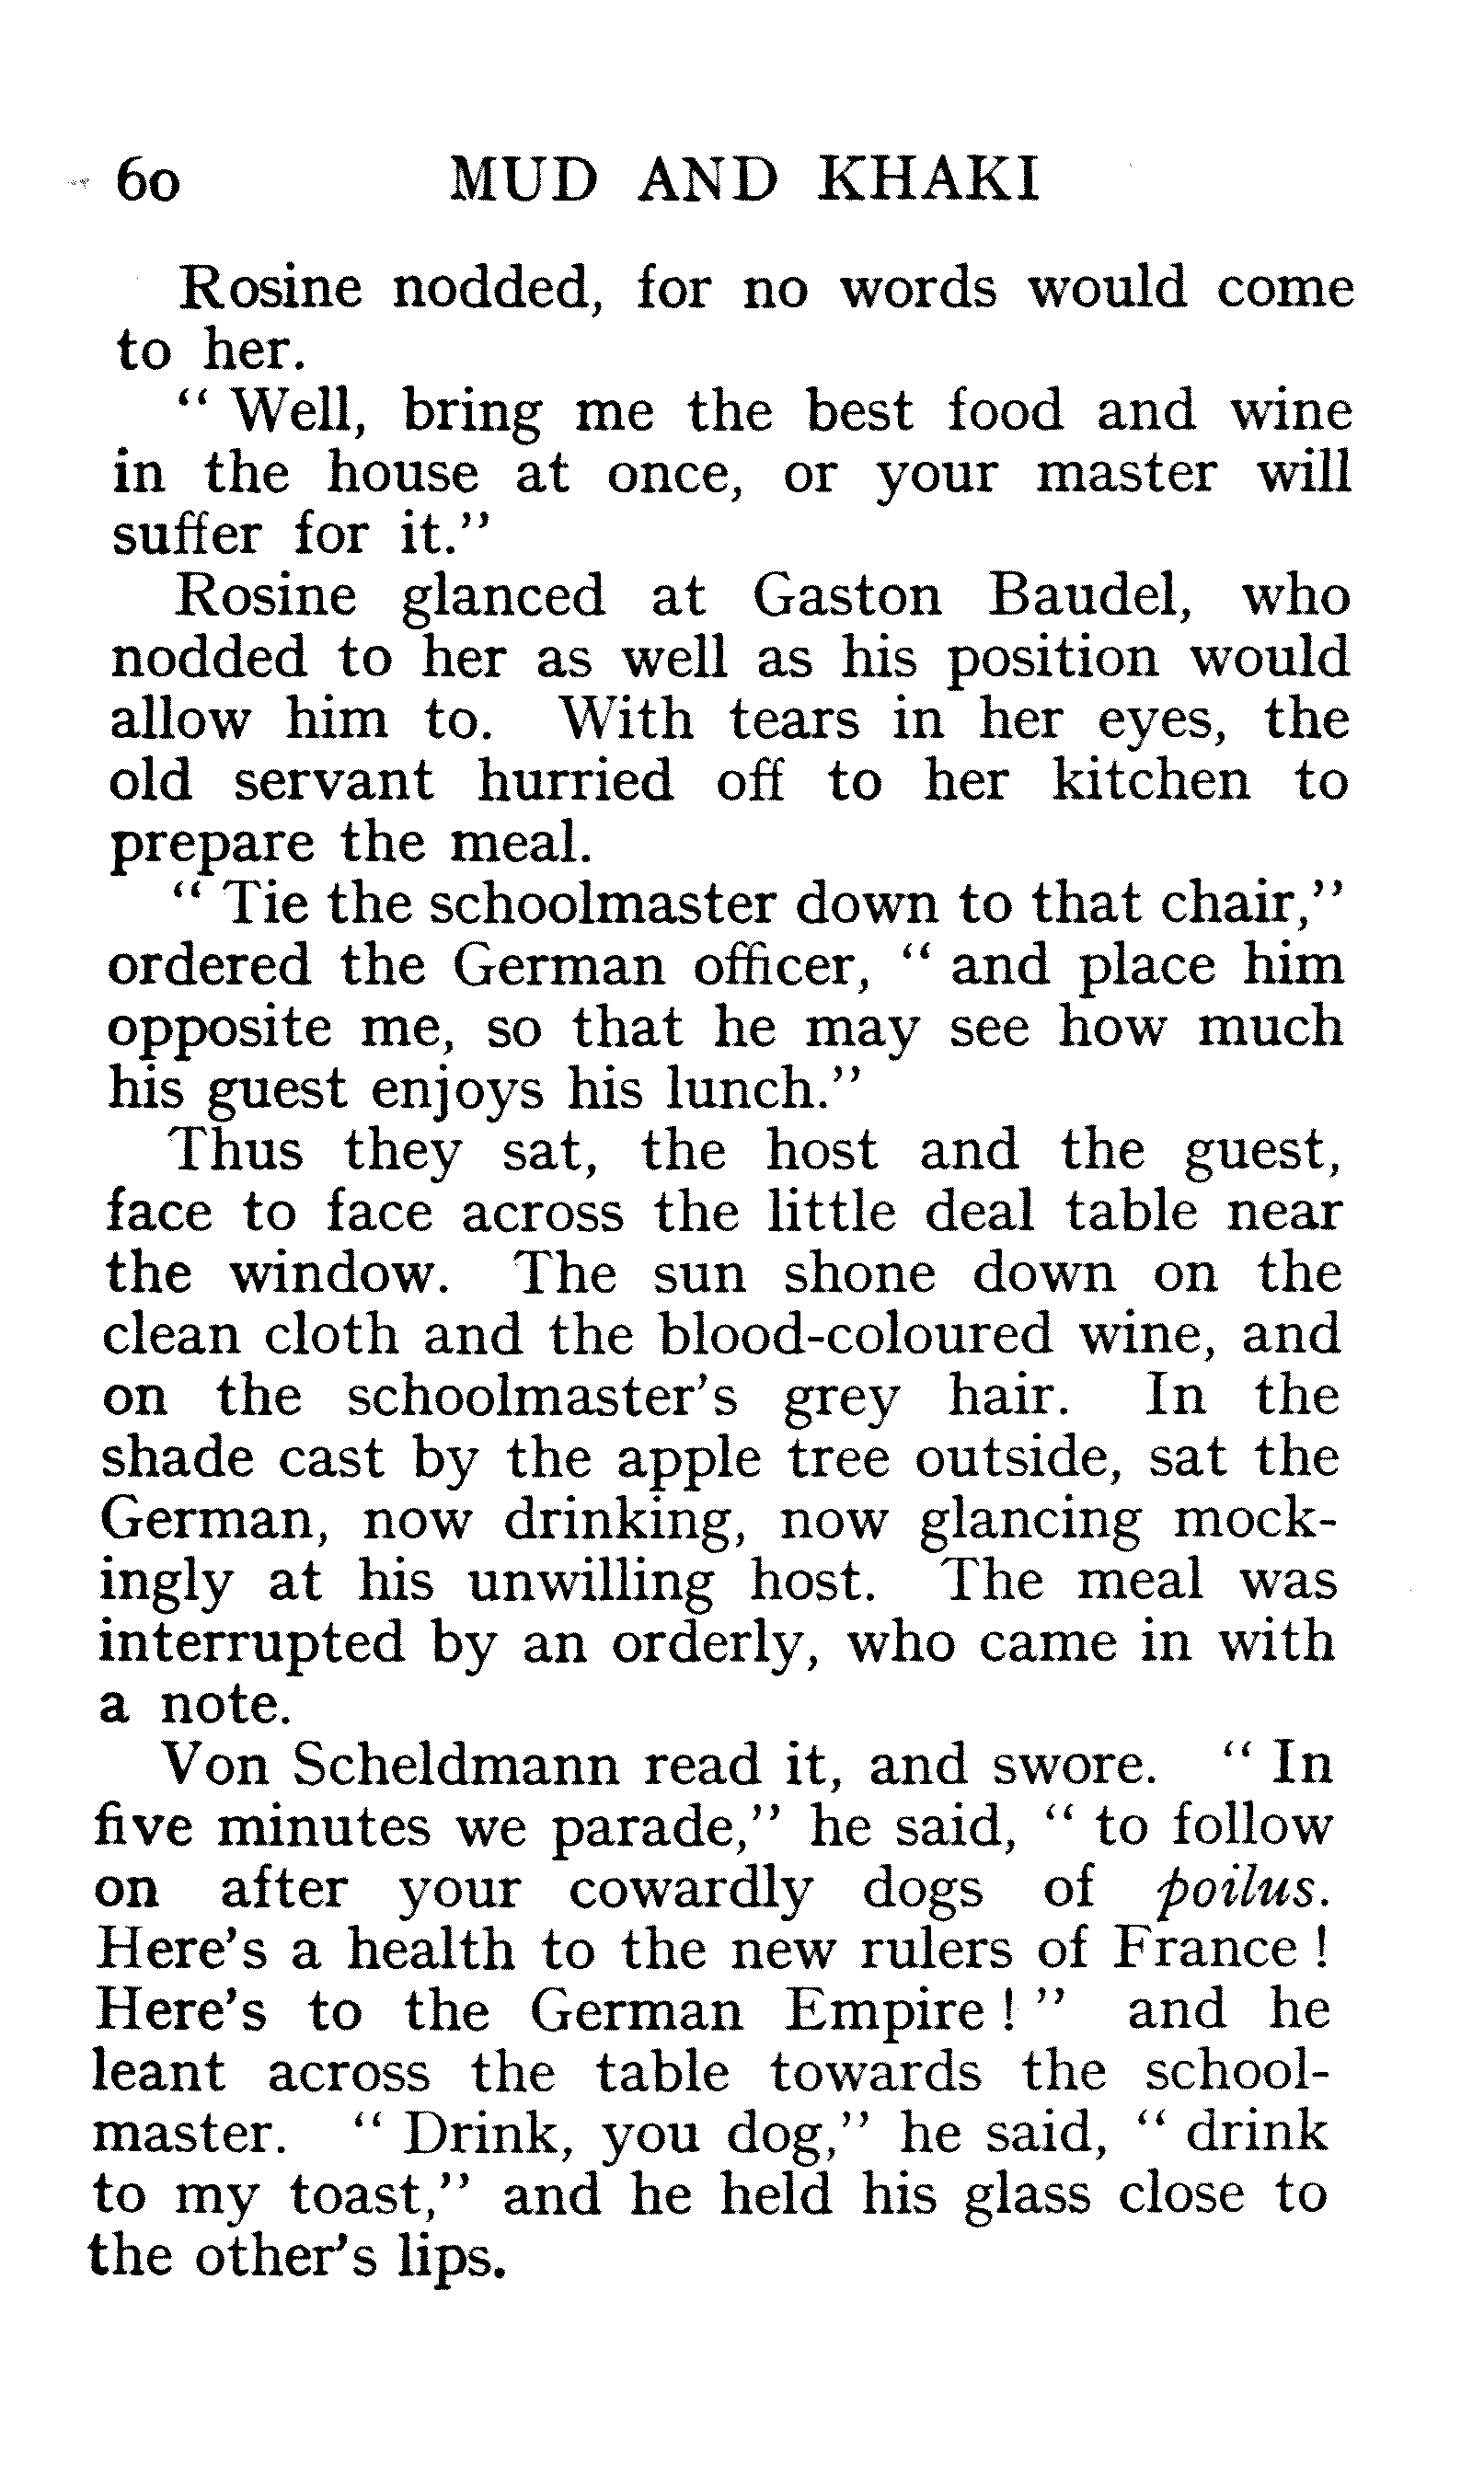 60 MUD AND KHAKI
Rosine nodded, for no words would come
to her.
" Well, bring me the best food and wine
in the house at once, or your master will
suffer for it."
Rosine glanced at Gaston Baudel, who
nodded to her as well as his position would
allow him to. With tears in her eyes, the
old servant hurried off to her kitchen to
prepare the meal.
" Tie the schoolmaster down to that chair,"
ordered the German officer, " and place him
opposite me, so that he may see how much
his guest enjoys his lunch."
Thus they sat, the host and the guest,
face to face across the little deal table near
the window. The sun shone down on the
clean cloth and the blood-coloured wine, and
on the schoolmaster's grey hair. In the
shade cast by the apple tree outside, sat the
German, now drinking, now glancing mock-
ingly at his unwilling host. The meal was
interrupted by an orderly, who came in with
a note.
Von Scheldmann read it, and swore. " In
five minutes we parade," he said, " to follow
on after your cowardly dogs of poilus.
Here's a health to the new rulers of France !
Here's to the German Empire ! " and he
leant across the table towards the school-
master. " Drink, you dog," he said, " drink
to my toast," and he held his glass close to
the other's lips.